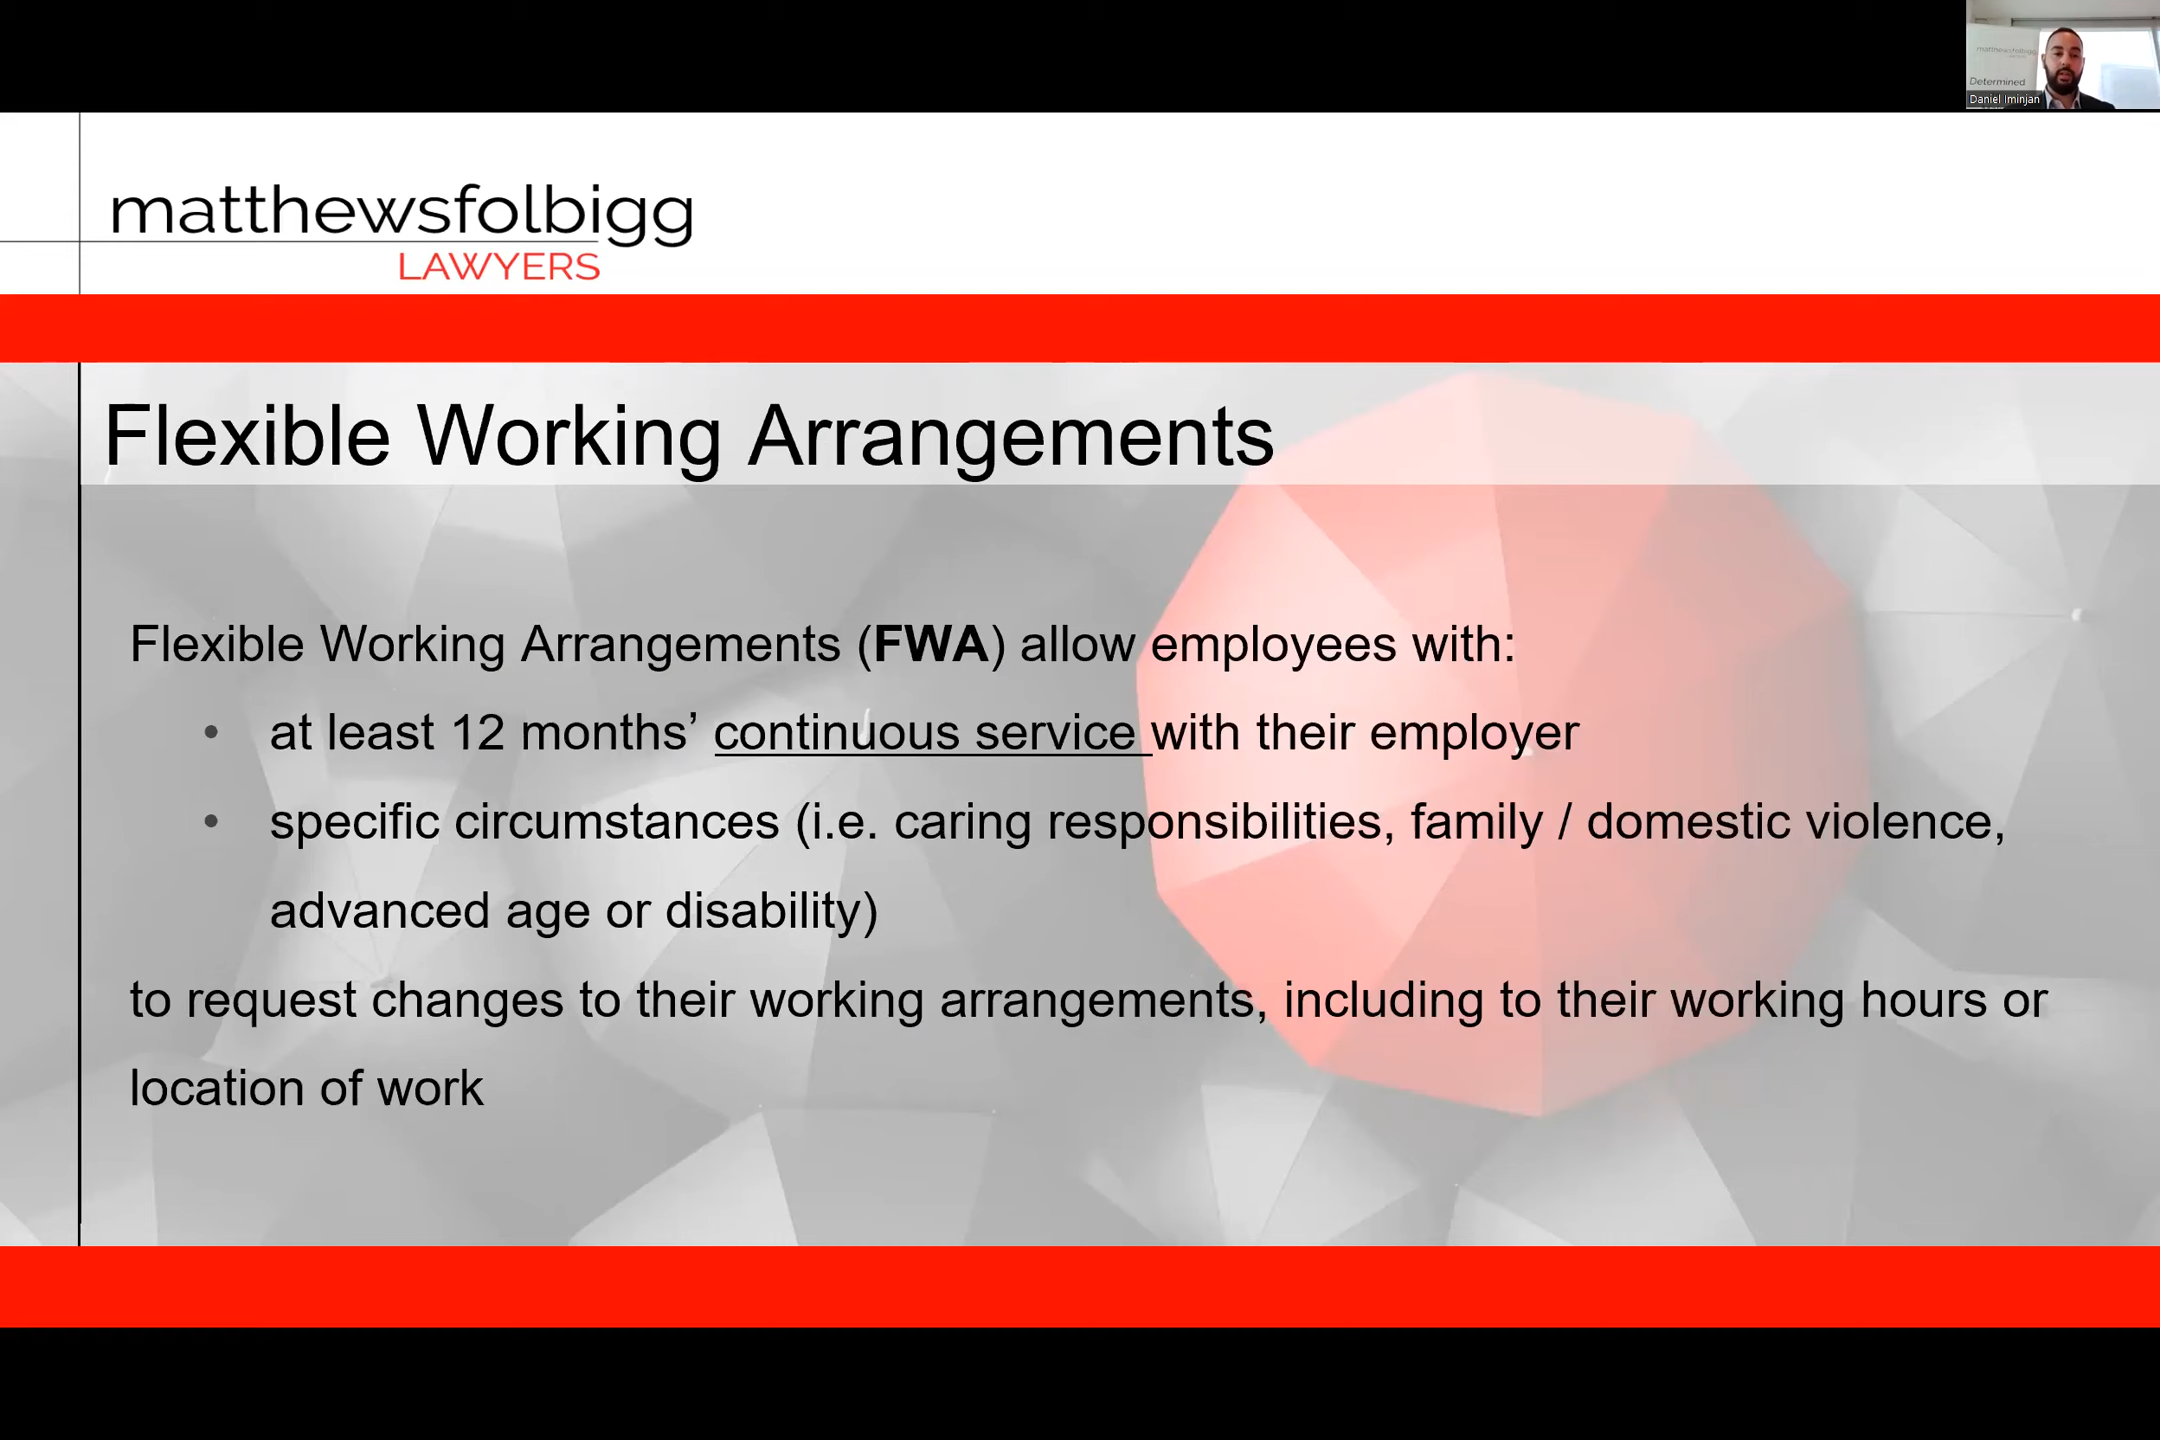 matthewsfolbigg
Determined
Daniel Iminjan
matthewsfolbigg
LAWYERS
Flexible Working Arrangements
Flexible Working Arrangements (FWA) allow employees with:
• at least 12 months’ continuous service with their employer
• specific circumstances (i.e. caring responsibilities, family / domestic violence,
advanced age or disability)
to request changes to their working arrangements, including to their working hours or
location of work